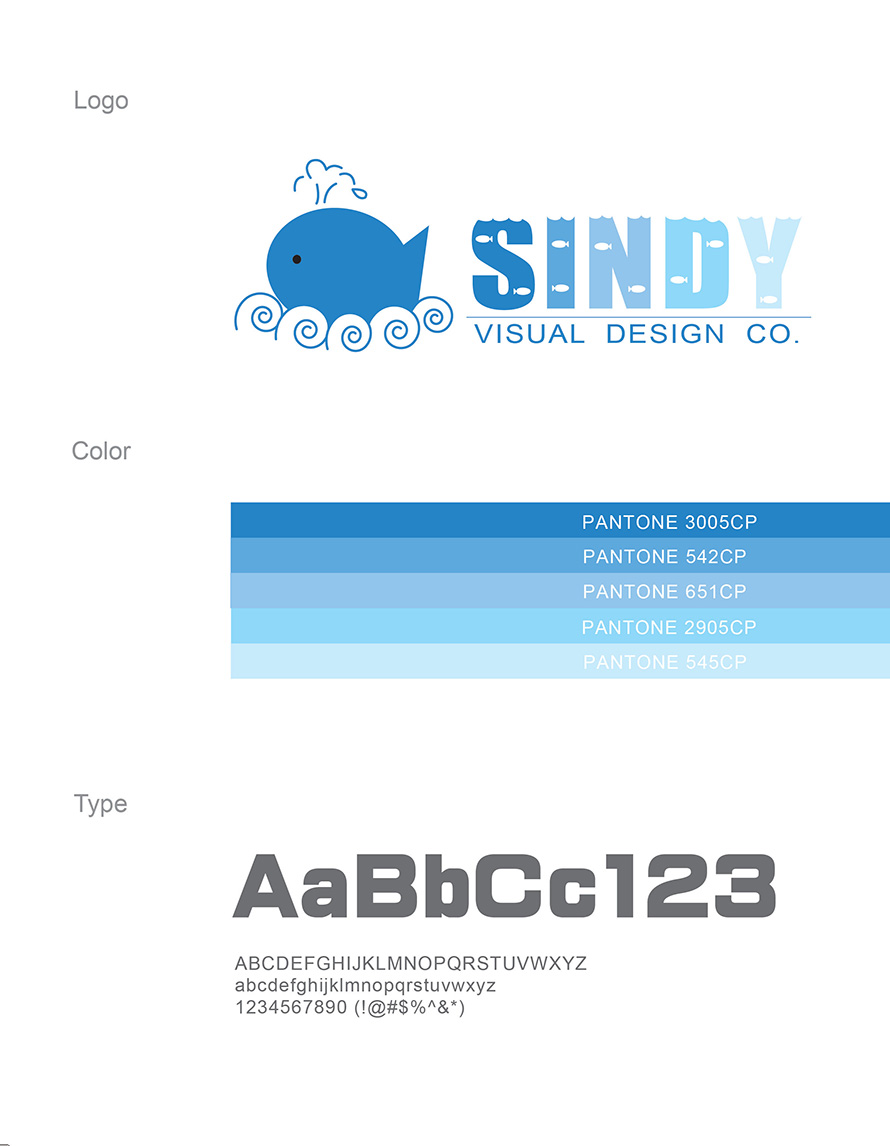 Logo
SINDY
VISUAL DESIGN CO.
Color
PANTONE 3005CP
PANTONE 542CP
PANTONE 651CP
PANTONE 2905CP
PANTONE 545CP
Type
AaBbCc123
ABCDEFGHIJKLMNOPQRSTUVWXYZ
abcdefghijklmnopqrstuvwxyz
1234567890 (!@#$%^&*)